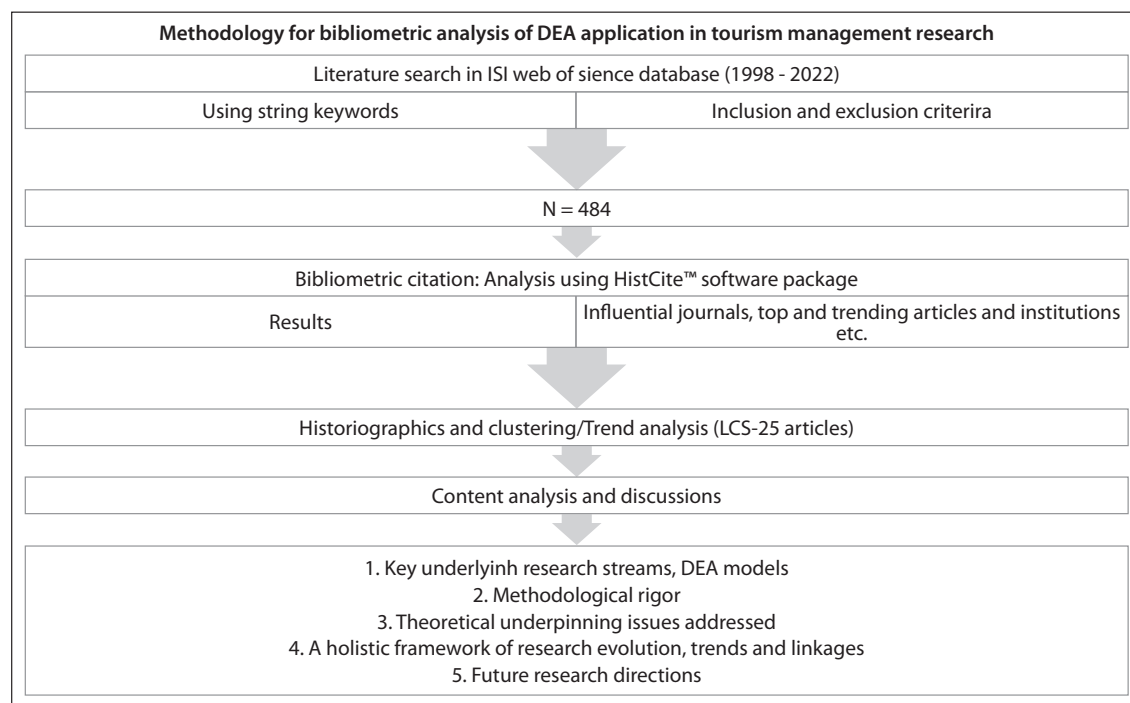 Methodology for bibliometric analysis of DEA application in tourism management research
Literature search in ISI web of sience database (1998 - 2022)
Using string keywords
Inclusion and exclusion criterira
N = 484
Bibliometric citation: Analysis using HistCite™ software package
Results
Influential journals, top and trending articles and institutions
etc.
Historiographics and clustering/Trend analysis (LCS-25 articles)
Content analysis and discussions
1. Key underlyinh research streams, DEA models
2. Methodological rigor
3. Theoretical underpinning issues addressed
4. A holistic framework of research evolution, trends and linkages
5. Future research directions